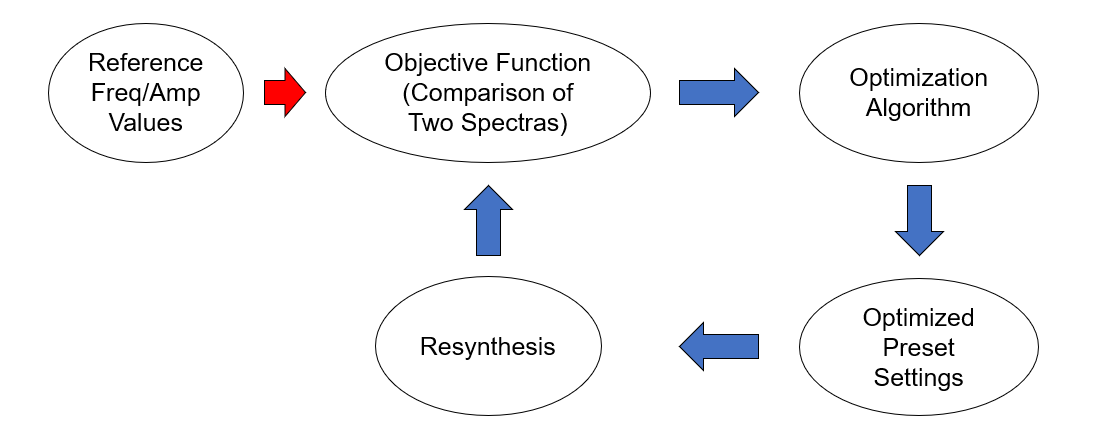 Reference
Freq/Amp
Values
Objective Function
(Comparison of
Two Spectras)
Optimization
Algorithm
Resynthesis
Optimized
Preset
Settings